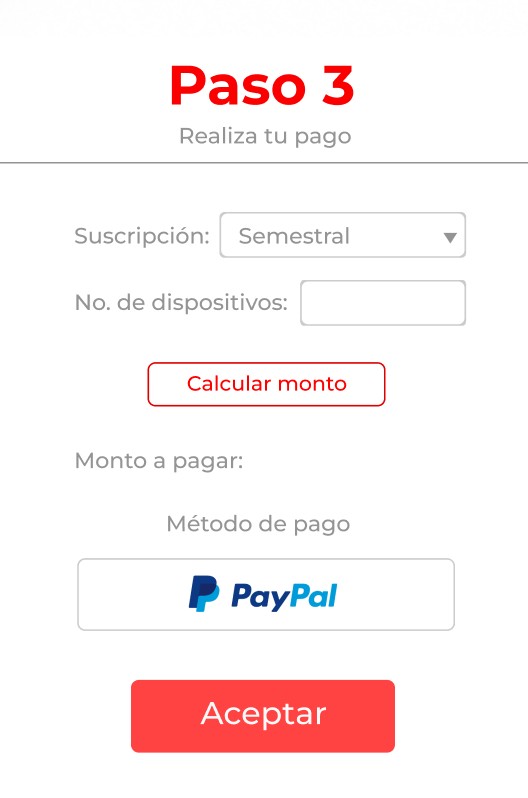 Paso 3
Realiza tu pago
Suscripción: Semestral
No. de dispositivos:
Calcular monto
Monto a pagar:
Método de pago
PayPal
Aceptar